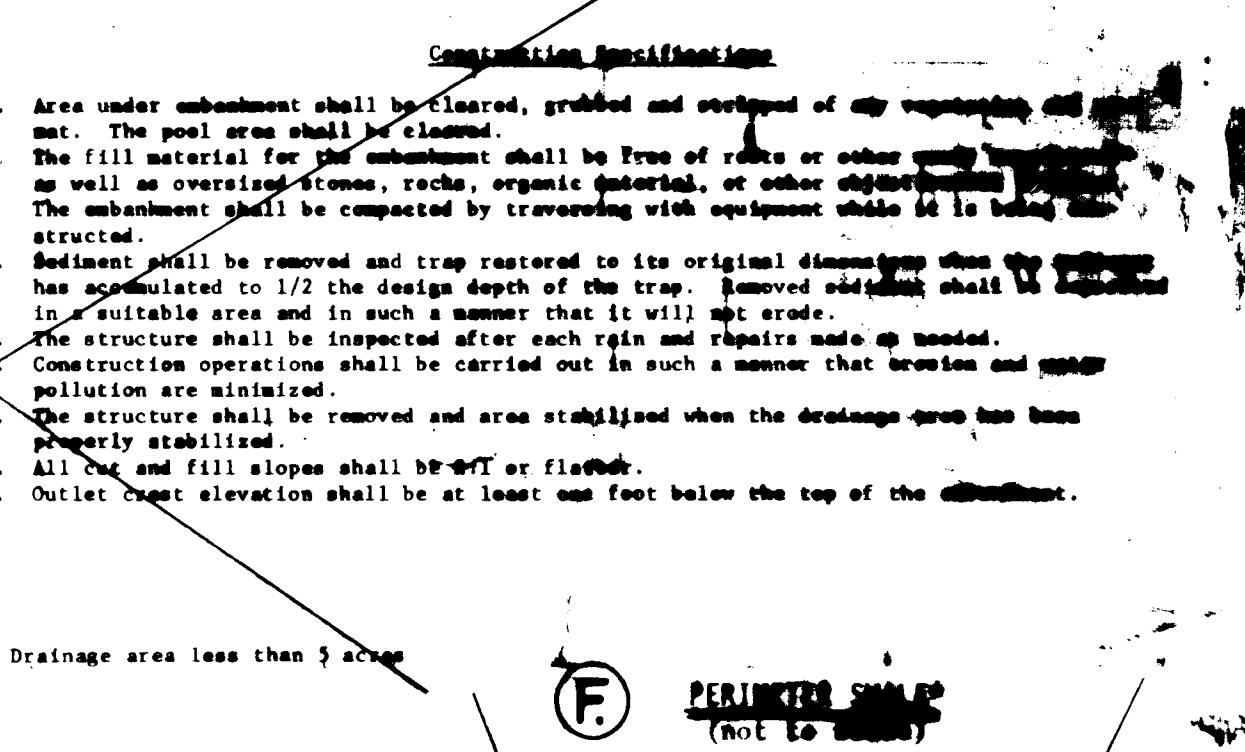 Construction Specifications
Area under embankment shall be cleared, grubbed and stripped of any vegetation and
mat. The pool area shall be cleared.
The fill material for the embankment shall be free of roots or other woody
as well as oversized stones, rocks, organic material, or other
The embankment shall be compacted by traversing with equipment while it is being con-
structed.
Sediment shall be removed and trap restored to its original dimensions when the sediment
has accumulated to 1/2 the design depth of the trap. Removed sediment shall be deposited
in a suitable area and in such a manner that it will not erode.
The structure shall be inspected after each rain and repairs made as needed.
Construction operations shall be carried out in such a manner that erosion and water
pollution are minimized.
The structure shall be removed and area stabilized when the drainage area has been
properly stabilized.
All cut and fill slopes shall be or flatter.
Outlet crest elevation shall be at least one foot below the top of the embankment.
Drainage area less than 5 acres
F.
PERIMETER SWALE
(not to scale)